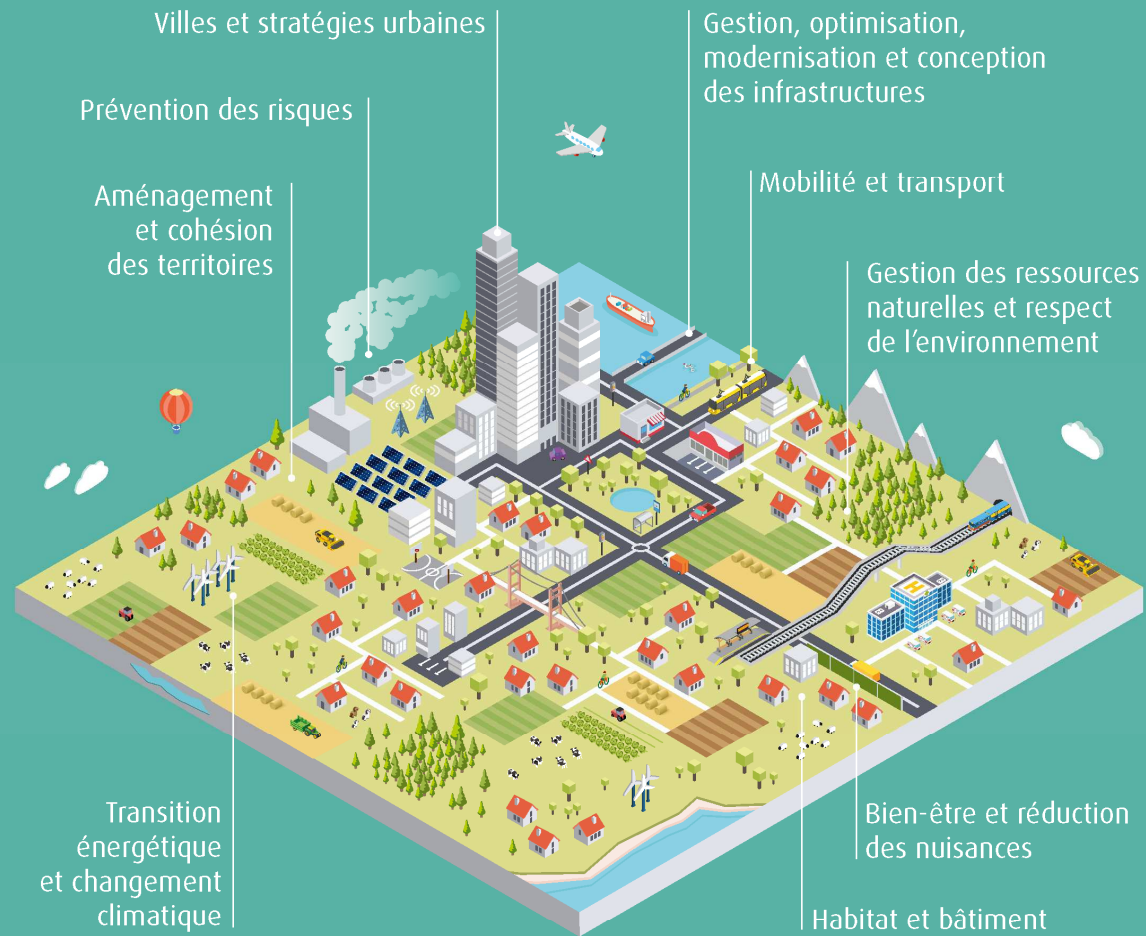 Villes et stratégies urbaines
Gestion, optimisation,
modernisation et conception
des infrastructures
Prévention des risques
Mobilité et transport
Aménagement
et cohésion
des territoires
Gestion des ressources
naturelles et respect
de l’environnement
H
Transition
énergétique
et changement
climatique
Bien-être et réduction
des nuisances
Habitat et bâtiment